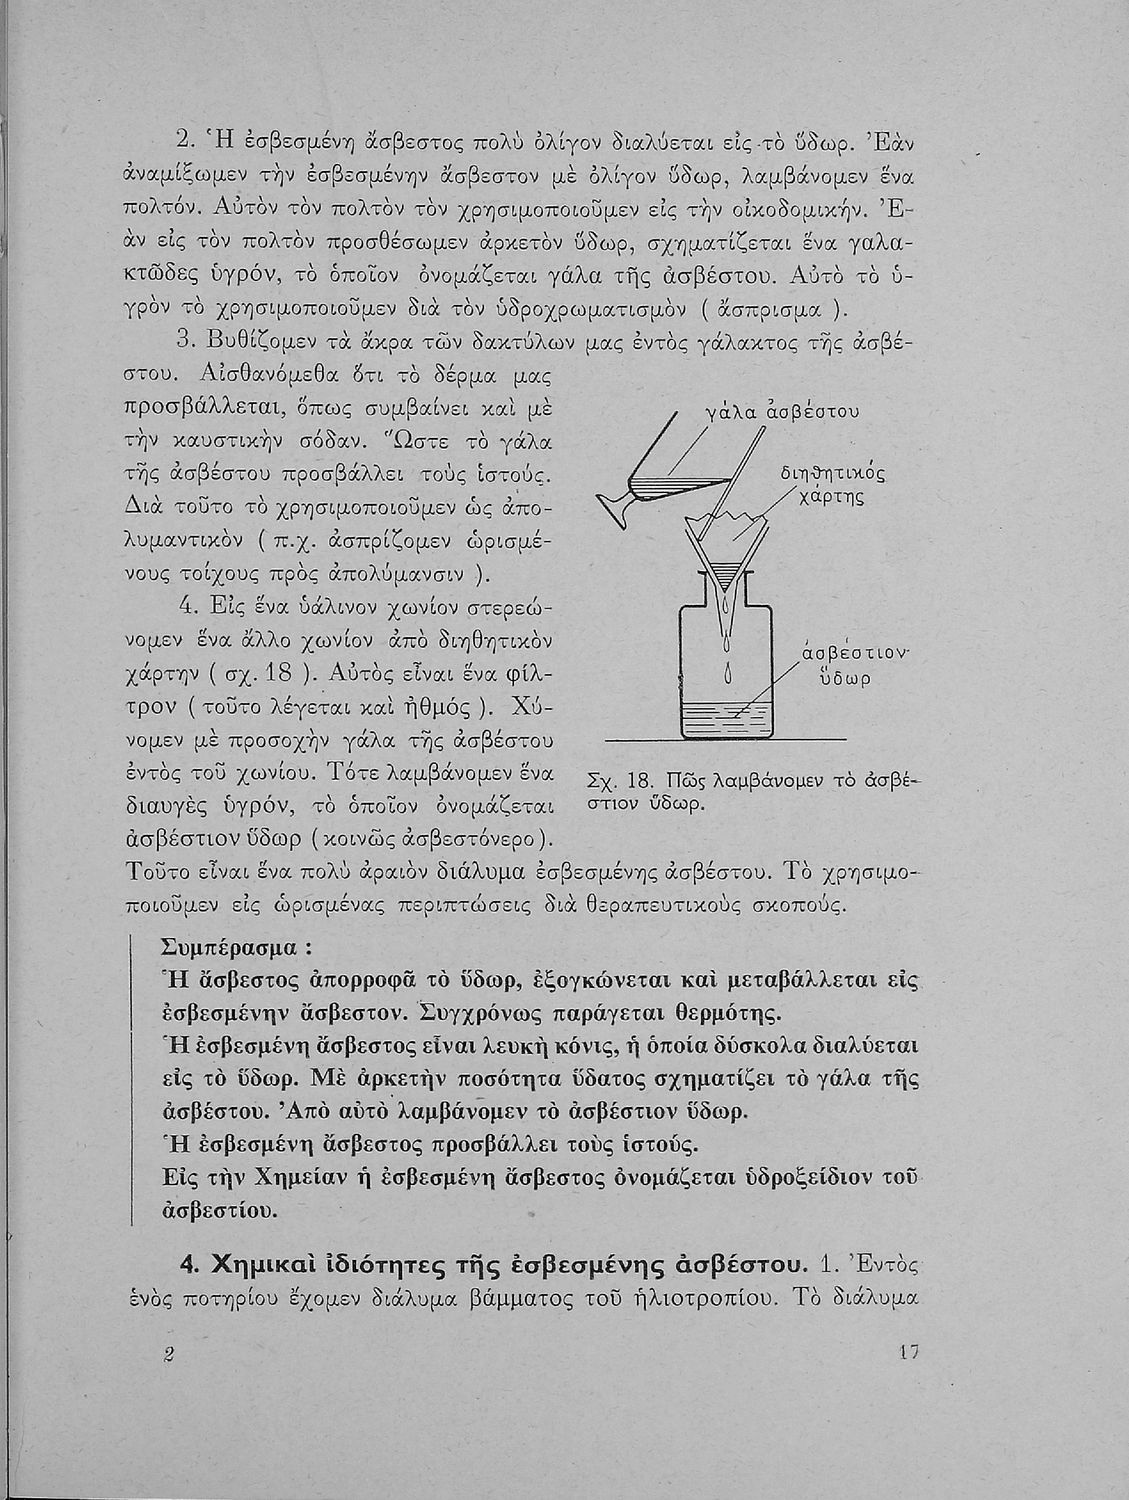 2. Ἡ ἐσβεσμένη ἄσβεστος πολὺ ὀλίγον διαλύεται εἰς τὸ ὕδωρ. Ἐὰν
ἀναμίξωμεν τὴν ἐσβεσμένην ἄσβεστον μὲ ὀλίγον ὕδωρ, λαμβάνομεν ἕνα
πολτόν. Αὐτὸν τὸν πολτὸν τὸν χρησιμοποιοῦμεν εἰς τὴν οἰκοδομικήν. Ἐ-
ὰν εἰς τὸν πολτὸν προσθέσωμεν ἀρκετὸν ὕδωρ, σχηματίζεται ἕνα γαλα-
κτῶδες ὑγρόν, τὸ ὁποῖον ὀνομάζεται γάλα τῆς ἀσβέστου. Αὐτὸ τὸ ὑ-
γρὸν τὸ χρησιμοποιοῦμεν διὰ τὸν ὑδροχρωματισμὸν ( ἄσπρισμα ).
3. Βυθίζομεν τὰ ἄκρα τῶν δακτύλων μας ἐντὸς γάλακτος τῆς ἀσβέ-
στου. Αἰσθανόμεθα ὅτι τὸ δέρμα μας
προσβάλλεται, ὅπως συμβαίνει καὶ μὲ
τὴν καυστικὴν σόδαν. Ὥστε τὸ γάλα
τῆς ἀσβέστου προσβάλλει τοὺς ἱστούς.
Διὰ τοῦτο τὸ χρησιμοποιοῦμεν ὡς ἀπο-
λυμαντικὸν ( π.χ. ἀσπρίζομεν ὡρισμέ-
νους τοίχους πρὸς ἀπολύμανσιν ).
4. Εἰς ἕνα ὑάλινον χωνίον στερεώ-
νομεν ἕνα ἄλλο χωνίον ἀπὸ διηθητικὸν
χάρτην ( σχ. 18 ). Αὐτὸς εἶναι ἕνα φίλ-
τρον ( τοῦτο λέγεται καὶ ἠθμός ). Χύ-
νομεν μὲ προσοχὴν γάλα τῆς ἀσβέστου
ἐντὸς τοῦ χωνίου. Τότε λαμβάνομεν ἕνα
διαυγὲς ὑγρόν, τὸ ὁποῖον ὀνομάζεται
ἀσβέστιον ὕδωρ ( κοινῶς ἀσβεστόνερο ).
γάλα ἀσβέστου
διηθητικός
χάρτης
ἀσβέστιον
ὕδωρ
Σχ. 18. Πῶς λαμβάνομεν τὸ ἀσβέ-
στιον ὕδωρ.
Τοῦτο εἶναι ἕνα πολὺ ἀραιὸν διάλυμα ἐσβεσμένης ἀσβέστου. Τὸ χρησιμο-
ποιοῦμεν εἰς ὡρισμένας περιπτώσεις διὰ θεραπευτικοὺς σκοπούς.
Συμπέρασμα :
Ἡ ἄσβεστος ἀπορροφᾶ τὸ ὕδωρ, ἐξογκώνεται καὶ μεταβάλλεται εἰς
ἐσβεσμένην ἄσβεστον. Συγχρόνως παράγεται θερμότης.
Ἡ ἐσβεσμένη ἄσβεστος εἶναι λευκὴ κόνις, ἡ ὁποία δύσκολα διαλύεται
εἰς τὸ ὕδωρ. Μὲ ἀρκετὴν ποσότητα ὕδατος σχηματίζει τὸ γάλα τῆς
ἀσβέστου. Ἀπὸ αὐτὸ λαμβάνομεν τὸ ἀσβέστιον ὕδωρ.
Ἡ ἐσβεσμένη ἄσβεστος προσβάλλει τοὺς ἱστούς.
Εἰς τὴν Χημείαν ἡ ἐσβεσμένη ἄσβεστος ὀνομάζεται ὑδροξείδιον τοῦ
ἀσβεστίου.
4. Χημικαὶ ἰδιότητες τῆς ἐσβεσμένης ἀσβέστου. 1. Ἐντὸς
ἑνὸς ποτηρίου ἔχομεν διάλυμα βάμματος τοῦ ἡλιοτροπίου. Τὸ διάλυμα
2 17